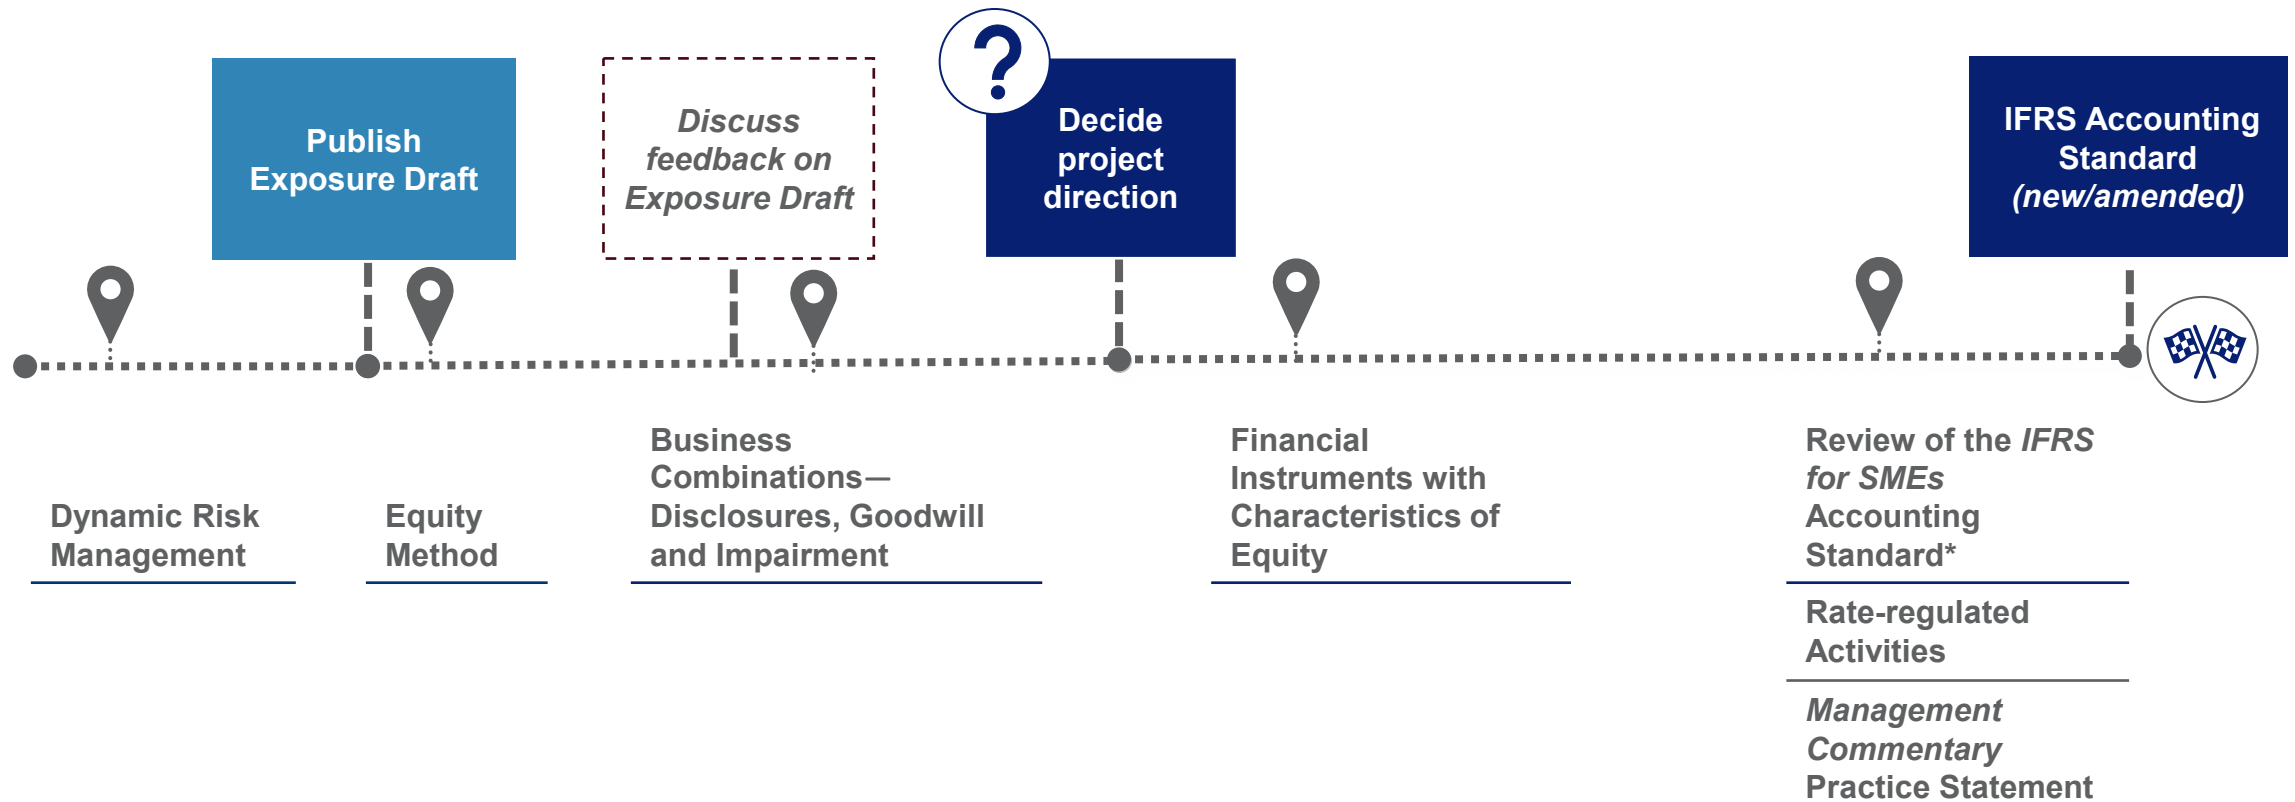 Publish
Exposure Draft
Discuss
feedback on
Exposure Draft
?
Decide
project
direction
IFRS Accounting
Standard
(new/amended)
Dynamic Risk
Management
Equity
Method
Business
Combinations—
Disclosures, Goodwill
and Impairment
Financial
Instruments with
Characteristics of
Equity
Review of the IFRS
for SMEs
Accounting
Standard*
Rate-regulated
Activities
Management
Commentary
Practice Statement